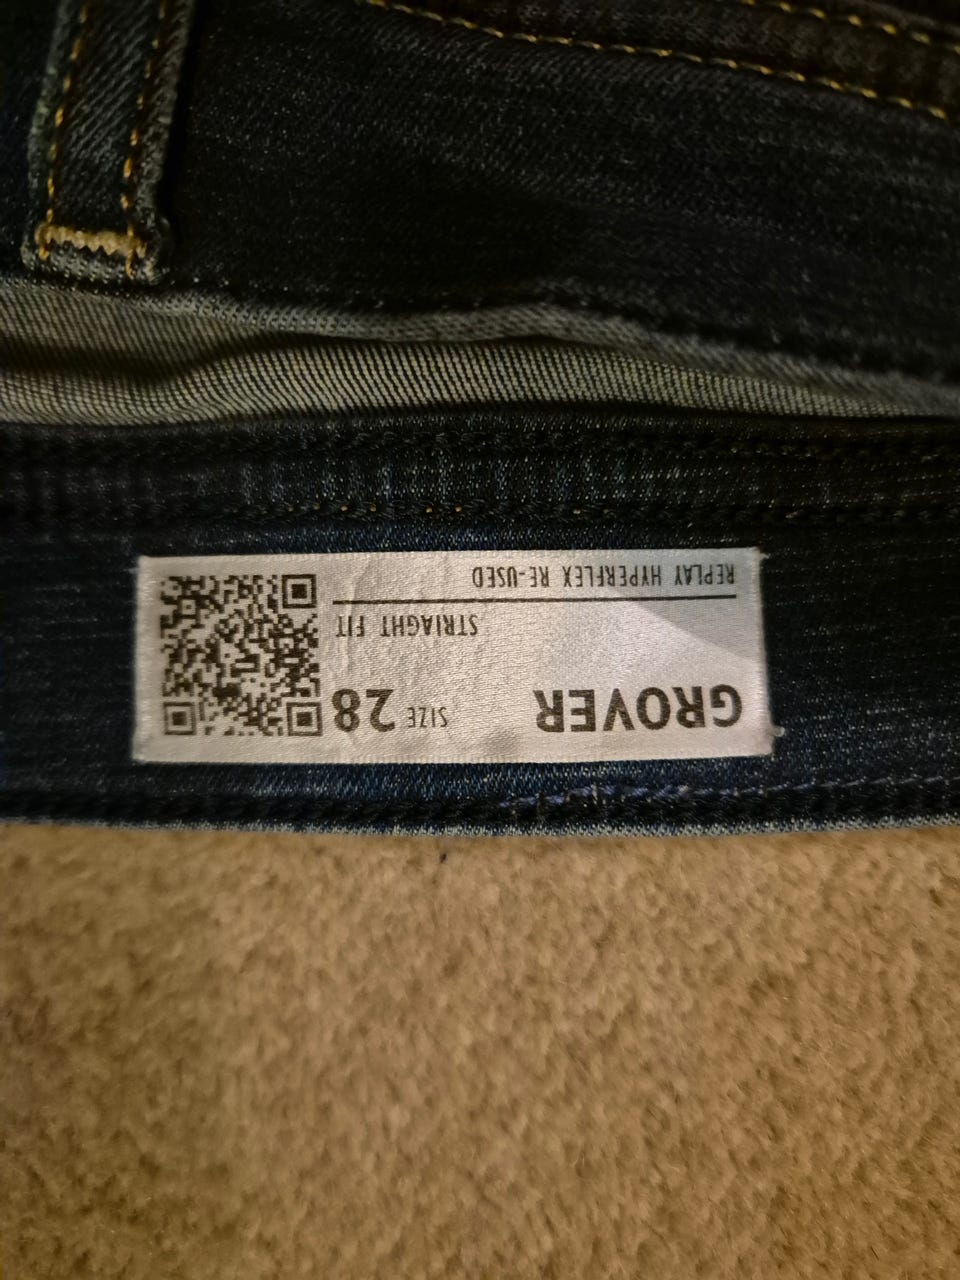 GROVER SIZE 28
STRIAGHT FIT
REPLAY HYPERFLEX RE-USED